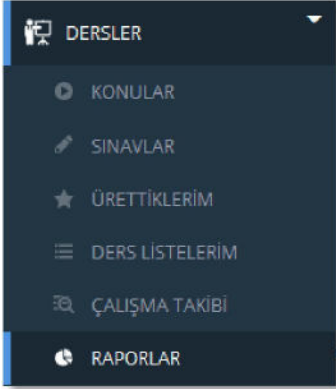 DERSLER
KONULAR
SINAVLAR
ÜRETTİKLERİM
DERS LİSTELERİM
ÇALIŞMA TAKİBİ
RAPORLAR